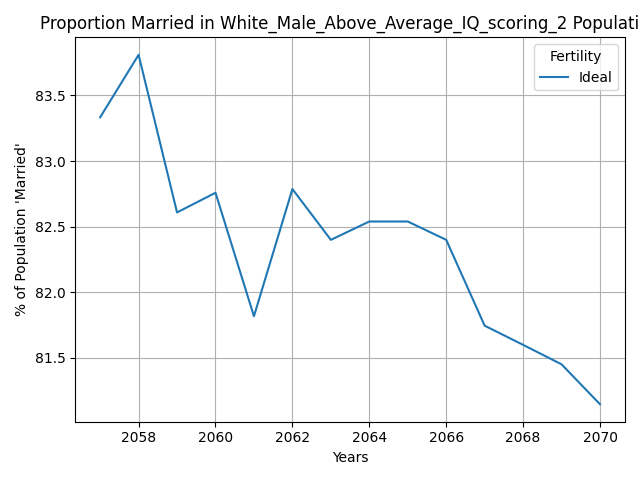 Proportion Married in White_Male_Above_Average_IQ_scoring_2 Populati
Fertility
Ideal
% of Population 'Married'
83.5
83.0
82.5
82.0
81.5
2058 2060 2062 2064 2066 2068 2070
Years